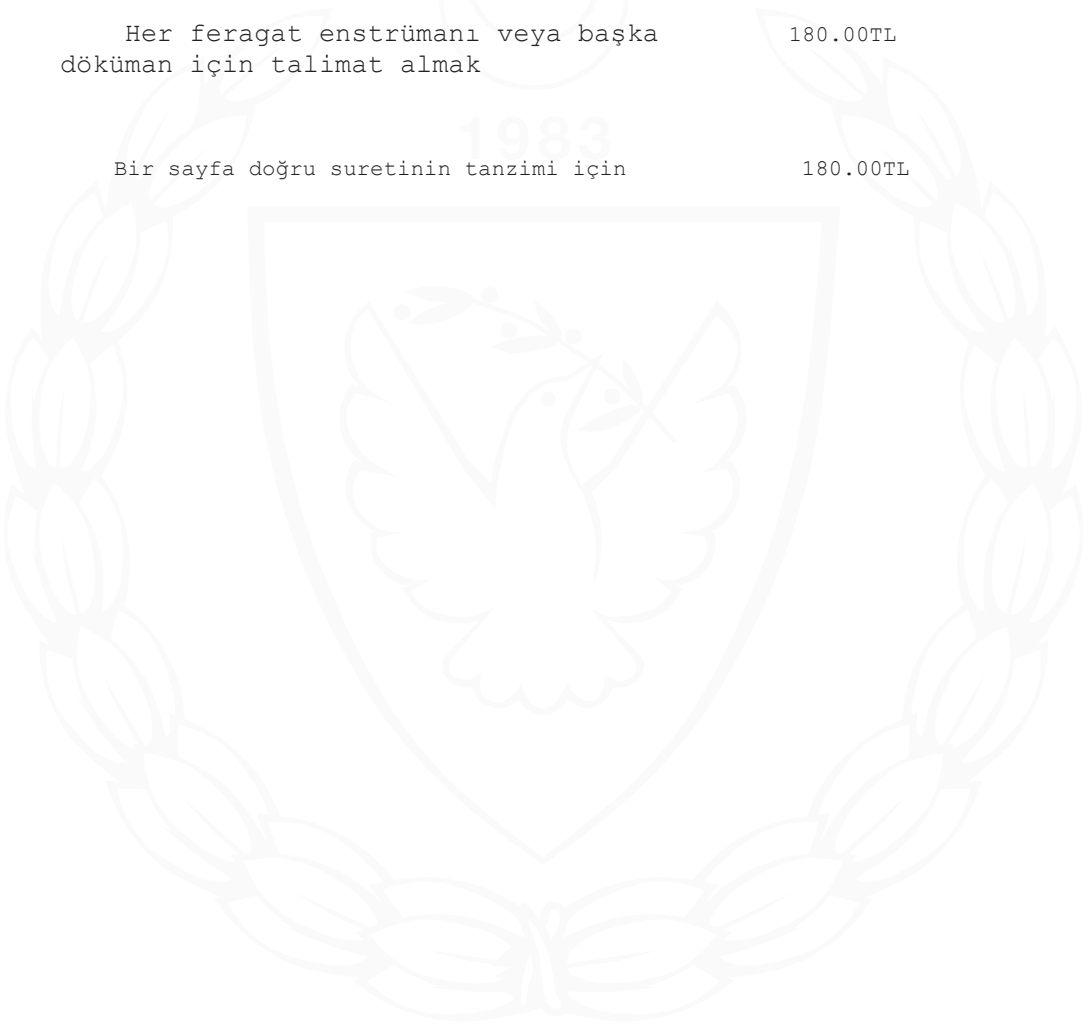 Her feragat enstrümanı veya başka 180.00TL
döküman için talimat almak
1983
Bir sayfa doğru suretinin tanzimi için 180.00TL